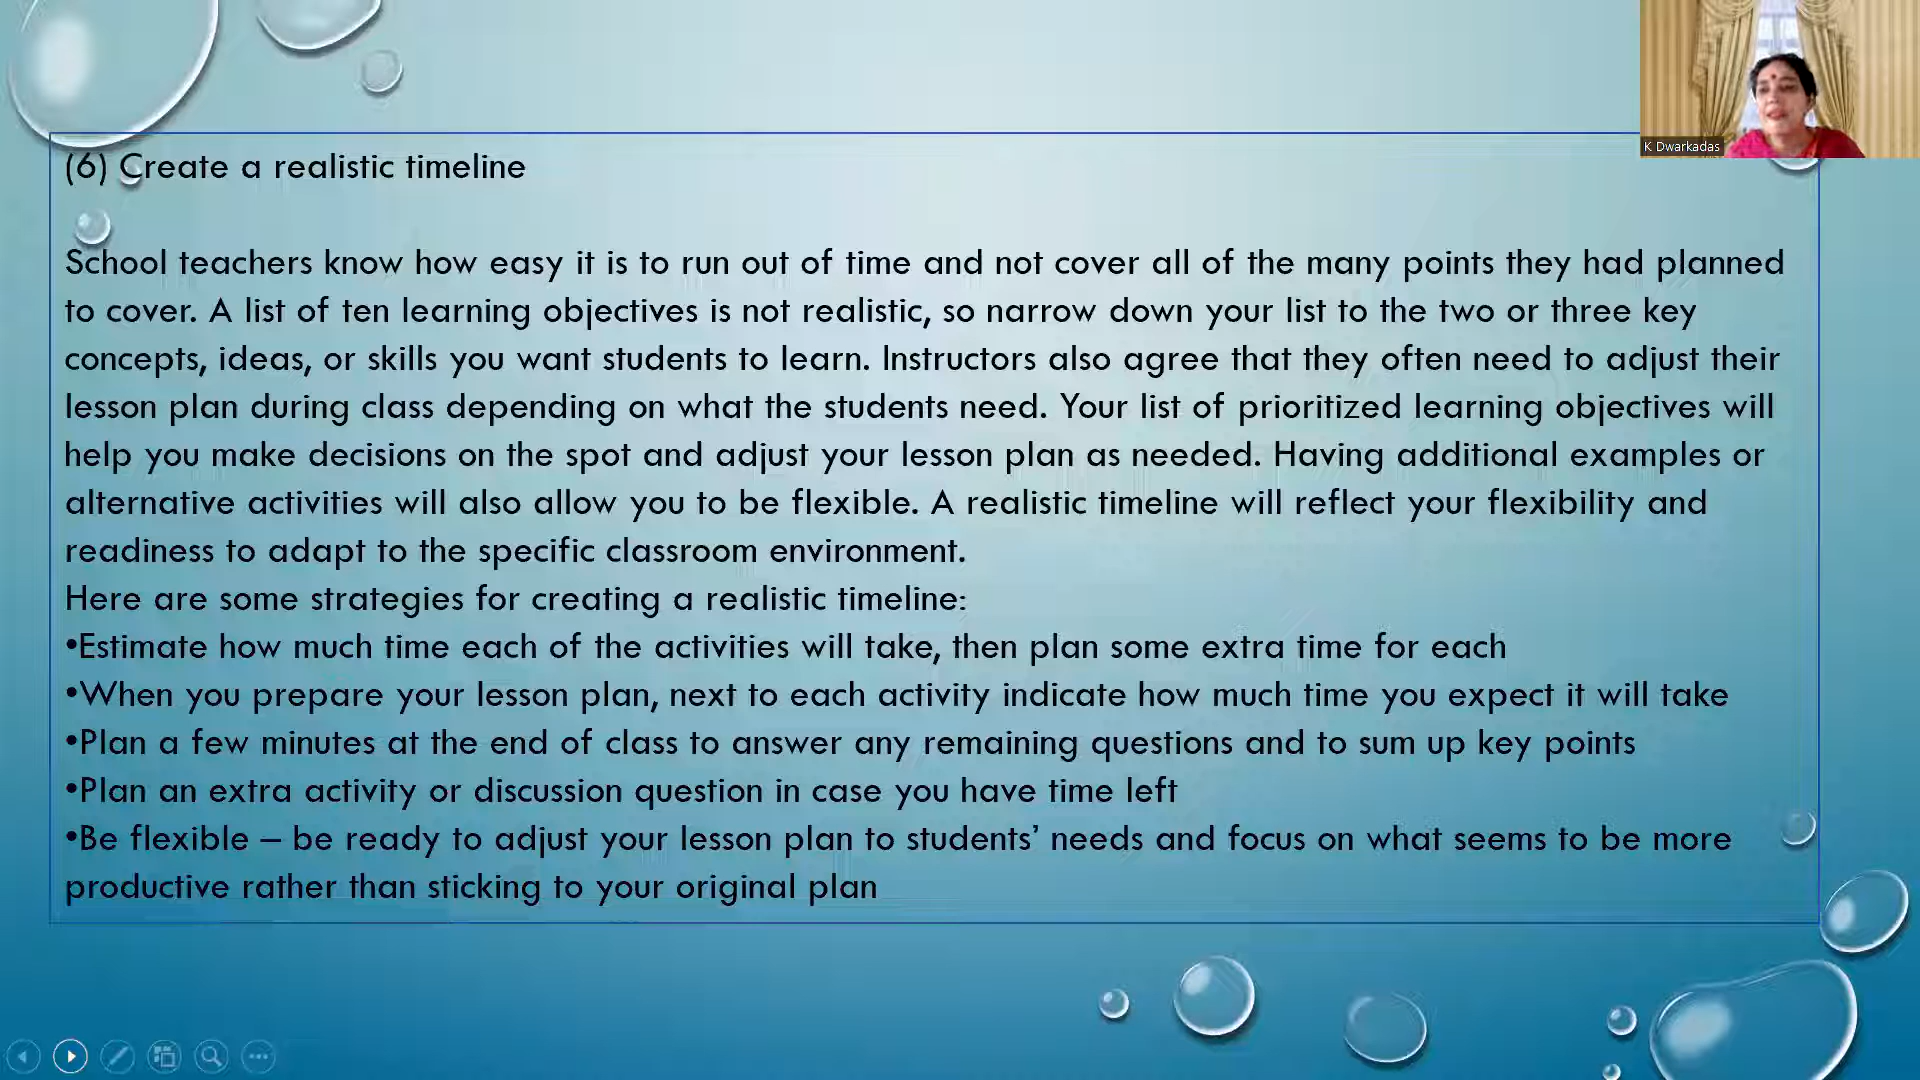 K Dwarkadas
(6) Create a realistic timeline
School teachers know how easy it is to run out of time and not cover all of the many points they had planned
to cover. A list of ten learning objectives is not realistic, so narrow down your list to the two or three key
concepts, ideas, or skills you want students to learn. Instructors also agree that they often need to adjust their
lesson plan during class depending on what the students need. Your list of prioritized learning objectives will
help you make decisions on the spot and adjust your lesson plan as needed. Having additional examples or
alternative activities will also allow you to be flexible. A realistic timeline will reflect your flexibility and
readiness to adapt to the specific classroom environment.
Here are some strategies for creating a realistic timeline:
•Estimate how much time each of the activities will take, then plan some extra time for each
•When you prepare your lesson plan, next to each activity indicate how much time you expect it will take
•Plan a few minutes at the end of class to answer any remaining questions and to sum up key points
•Plan an extra activity or discussion question in case you have time left
•Be flexible – be ready to adjust your lesson plan to students’ needs and focus on what seems to be more
productive rather than sticking to your original plan